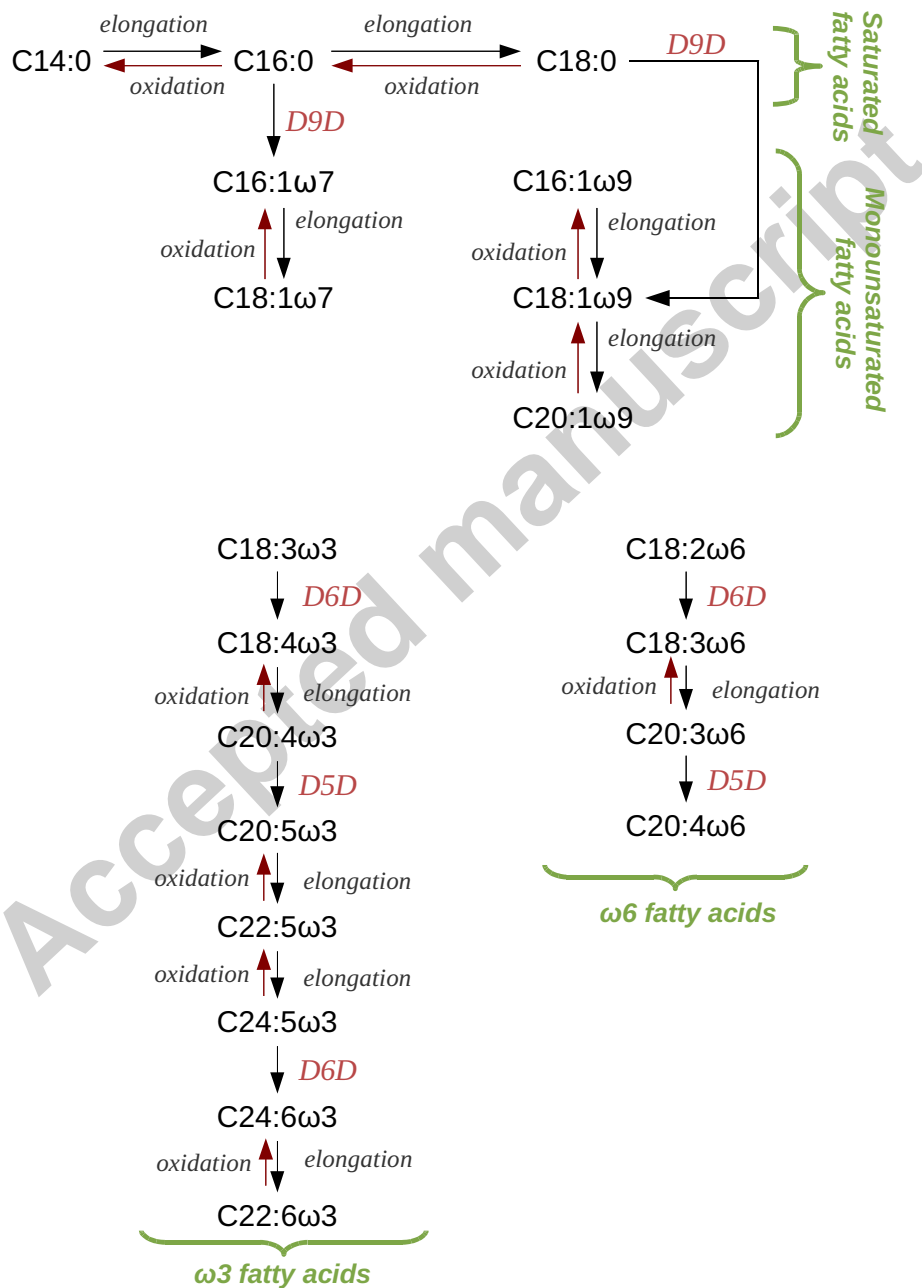 elongation
elongation
C14:0
C16:0
C18:0
D9D
oxidation
oxidation
D9D
Saturated
fatty acids
C16:1ω7
C16:1ω9
elongation
elongation
oxidation
oxidation
C18:1ω7
C18:1ω9
elongation
oxidation
C20:1ω9
Monounsaturated
fatty acids
C18:3ω3
D6D
C18:4ω3
oxidation
elongation
C20:4ω3
D5D
C20:5ω3
oxidation
elongation
C22:5ω3
oxidation
elongation
C24:5ω3
D6D
C24:6ω3
oxidation
elongation
C22:6ω3
ω3 fatty acids
C18:2ω6
D6D
C18:3ω6
oxidation
elongation
C20:3ω6
D5D
C20:4ω6
ω6 fatty acids
Accepted manuscript